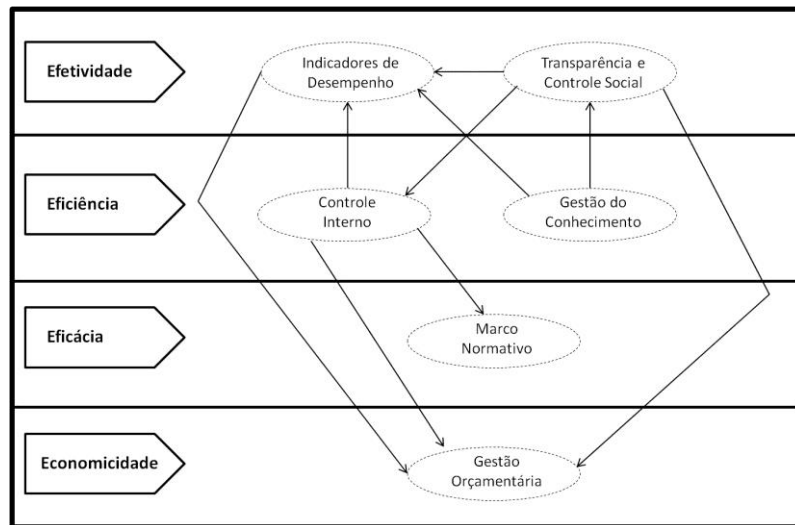 Efetividade
Indicadores de
Desempenho
Transparência e
Controle Social
Eficiência
Controle
Interno
Gestão do
Conhecimento
Eficácia
Marco
Normativo
Economicidade
Gestão
Orçamentária